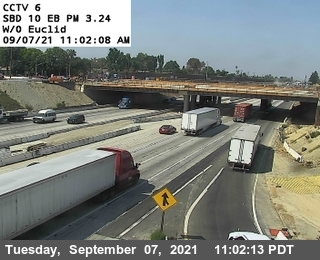 CCTV 6
SBD 10 EB PM 3.24
W/O Euclid
09/07/21 11:02:08 AM
Tuesday, September 07, 2021 11:02:13 PDT